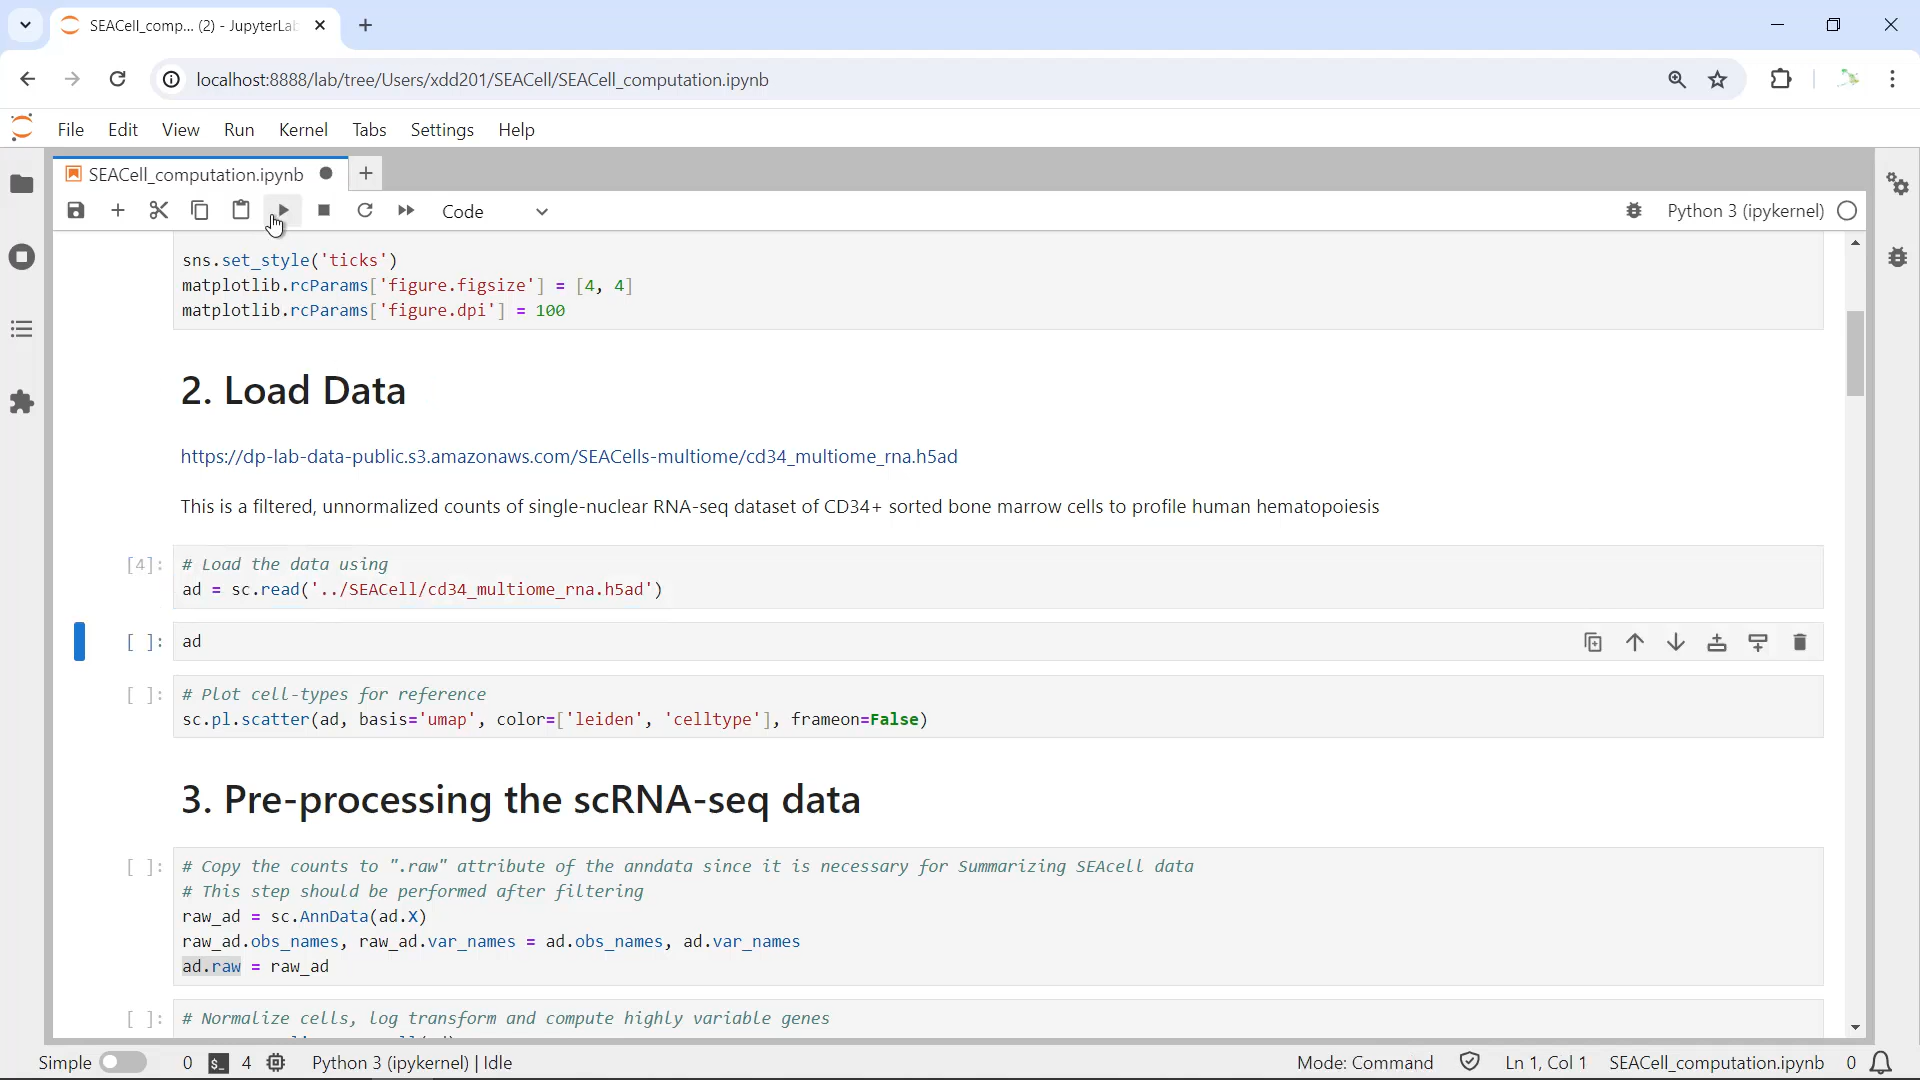 SEACell_comp... (2) - JupyterLab
localhost:8888/lab/tree/Users/xdd201/SEACell/SEACell_computation.ipynb
File Edit View Run Kernel Tabs Settings Help
SEACell_computation.ipynb
Code
Python 3 (ipykernel)
sns.set_style('ticks')
matplotlib.rcParams['figure.figsize'] = [4, 4]
matplotlib.rcParams['figure.dpi'] = 100
2. Load Data
https://dp-lab-data-public.s3.amazonaws.com/SEACells-multiome/cd34_multiome_rna.h5ad
This is a filtered, unnormalized counts of single-nuclear RNA-seq dataset of CD34+ sorted bone marrow cells to profile human hematopoiesis
[4]: # Load the data using
ad = sc.read('../SEACell/cd34_multiome_rna.h5ad')
[ ]: ad
[ ]: # Plot cell-types for reference
sc.pl.scatter(ad, basis='umap', color=['leiden', 'celltype'], frameon=False)
3. Pre-processing the scRNA-seq data
[ ]: # Copy the counts to ".raw" attribute of the anndata since it is necessary for Summarizing SEAcell data
# This step should be performed after filtering
raw_ad = sc.AnnData(ad.X)
raw_ad.obs_names, raw_ad.var_names = ad.obs_names, ad.var_names
ad.raw = raw_ad
[ ]: # Normalize cells, log transform and compute highly variable genes
Simple 0 4 Python 3 (ipykernel) | Idle Mode: Command Ln 1, Col 1 SEACell_computation.ipynb 0